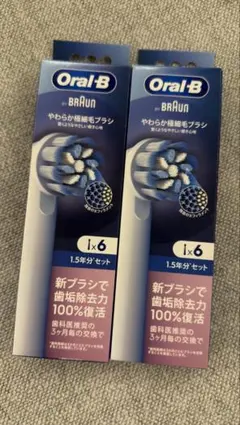 Oral-B
BY BRAUN
やわらか極細毛ブラシ
i×6
1.5年分*セット
新ブラシで
歯垢除去力
100%復活
歯科医推奨の
3ヶ月毎の交換で
Oral-B
BY BRAUN
やわらか極細毛ブラシ
i×6
1.5年分*セット
新ブラシで
歯垢除去力
100%復活
歯科医推奨の
3ヶ月毎の交換で